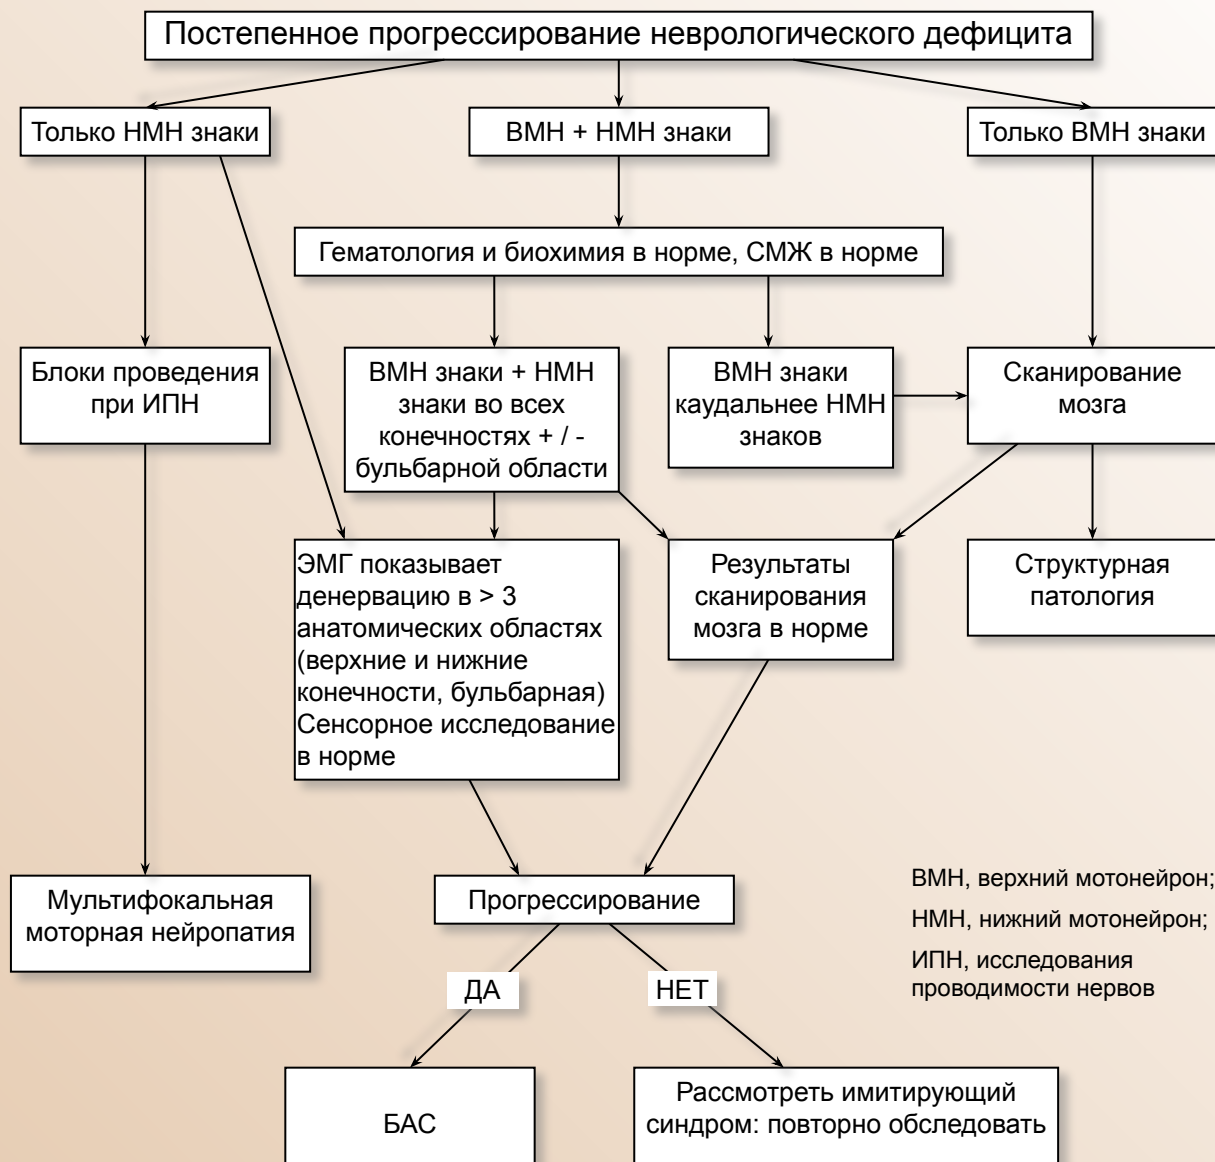 Постепенное прогрессирование неврологического дефицита
Только НМН знаки
ВМН + НМН знаки
Только ВМН знаки
Гематология и биохимия в норме, СМЖ в норме
Блоки проведения
при ИПН
ВМН знаки + НМН
знаки во всех
конечностях + / -
бульбарной области
ВМН знаки
каудальнее НМН
знаков
Сканирование
мозга
ЭМГ показывает
денервацию в > 3
анатомических областях
(верхние и нижние
конечности, бульбарная)
Сенсорное исследование
в норме
Результаты
сканирования
мозга в норме
Структурная
патология
Мультифокальная
моторная нейропатия
Прогрессирование
ВМН, верхний мотонейрон;
НМН, нижний мотонейрон;
ИПН, исследования
проводимости нервов
ДА
НЕТ
БАС
Рассмотреть имитирующий
синдром: повторно обследовать